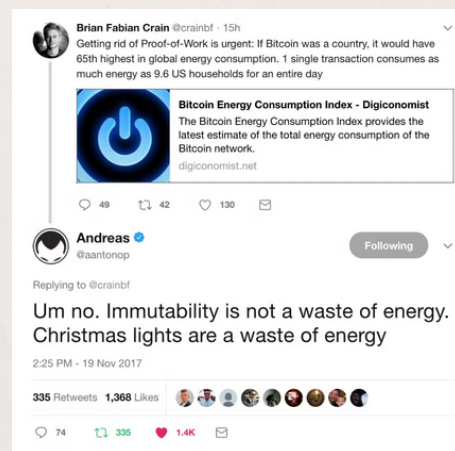 Brian Fabian Crain @crainbf · 15h
Getting rid of Proof-of-Work is urgent: If Bitcoin was a country, it would have
65th highest in global energy consumption. 1 single transaction consumes as
much energy as 9.6 US households for an entire day
Bitcoin Energy Consumption Index - Digiconomist
The Bitcoin Energy Consumption Index provides the
latest estimate of the total energy consumption of the
Bitcoin network.
digiconomist.net
49 42 130
Andreas
@aantonop
Following
Replying to @crainbf
Um no. Immutability is not a waste of energy.
Christmas lights are a waste of energy
2:25 PM - 19 Nov 2017
335 Retweets 1,368 Likes
74 335 1.4K